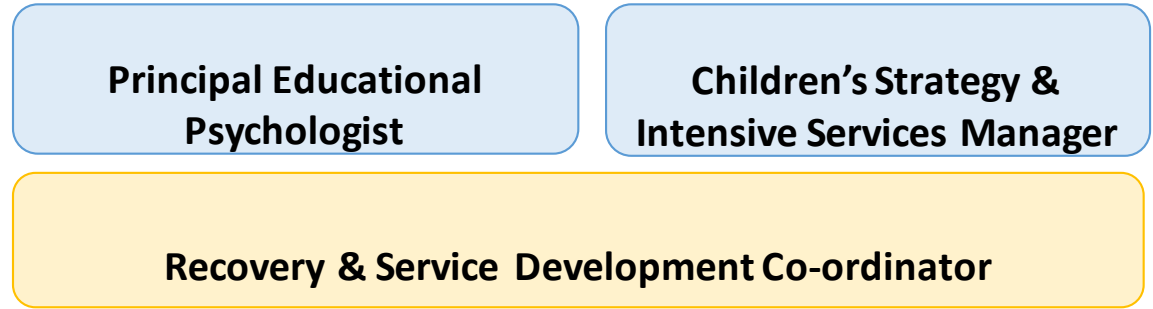 Principal Educational
Psychologist
Children’s Strategy &
Intensive Services Manager
Recovery & Service Development Co-ordinator